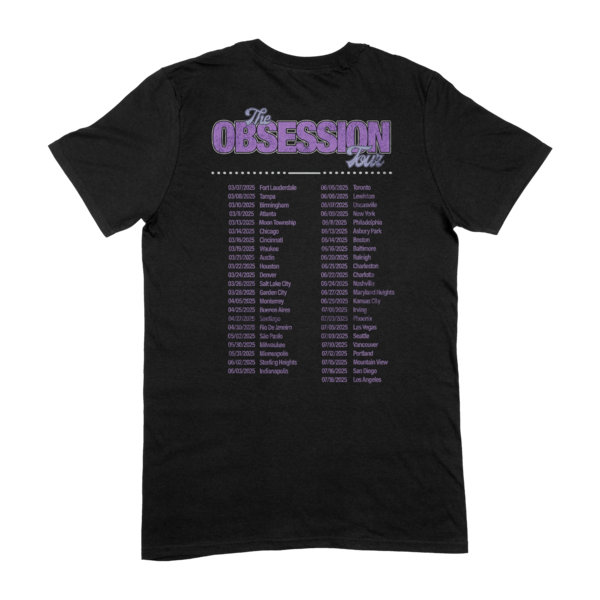 The
OBSESSION
Tour
03/07/2025 Fort Lauderdale
03/08/2025 Tampa
03/10/2025 Birmingham
03/11/2025 Atlanta
03/13/2025 Moon Township
03/14/2025 Chicago
03/16/2025 Cincinnati
03/19/2025 Waukee
03/21/2025 Austin
03/22/2025 Houston
03/24/2025 Denver
03/26/2025 Salt Lake City
03/28/2025 Garden City
04/05/2025 Monterrey
04/25/2025 Buenos Aires
04/27/2025 Santiago
04/30/2025 Rio De Janeiro
05/02/2025 São Paulo
05/30/2025 Milwaukee
05/31/2025 Minneapolis
06/02/2025 Sterling Heights
06/03/2025 Indianapolis
06/05/2025 Toronto
06/06/2025 Lewiston
06/07/2025 Uncasville
06/09/2025 New York
06/11/2025 Philadelphia
06/13/2025 Asbury Park
06/14/2025 Boston
06/16/2025 Baltimore
06/20/2025 Raleigh
06/21/2025 Charleston
06/22/2025 Charlotte
06/24/2025 Nashville
06/27/2025 Maryland Heights
06/28/2025 Kansas City
07/01/2025 Irving
07/03/2025 Phoenix
07/05/2025 Las Vegas
07/09/2025 Seattle
07/10/2025 Vancouver
07/12/2025 Portland
07/15/2025 Mountain View
07/16/2025 San Diego
07/18/2025 Los Angeles